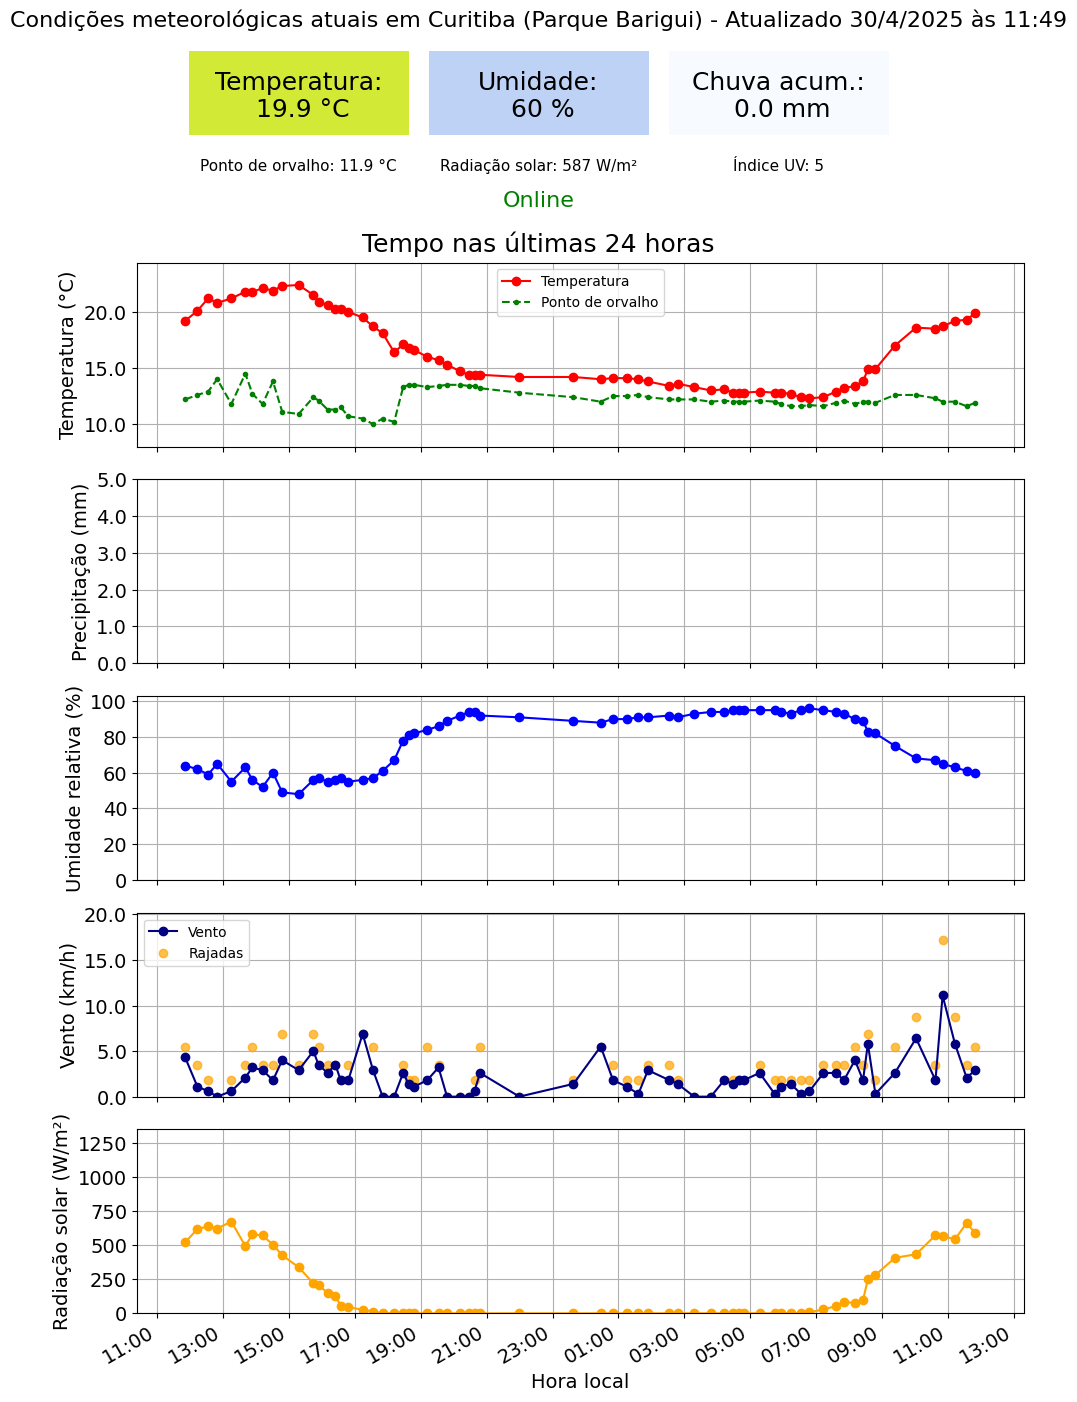 Condições meteorológicas atuais em Curitiba (Parque Barigui) - Atualizado 30/4/2025 às 11:49
Temperatura:
19.9 °C
Umidade:
60 %
Chuva acum.:
0.0 mm
Ponto de orvalho: 11.9 °C
Radiação solar: 587 W/m²
Índice UV: 5
Online
Tempo nas últimas 24 horas
Temperatura (°C)
20.0
15.0
10.0
Temperatura
Ponto de orvalho
Precipitação (mm)
5.0
4.0
3.0
2.0
1.0
0.0
Umidade relativa (%)
100
80
60
40
20
0
Vento (km/h)
20.0
15.0
10.0
5.0
0.0
Vento
Rajadas
Radiação solar (W/m²)
1250
1000
750
500
250
0
11:00
13:00
15:00
17:00
19:00
21:00
23:00
01:00
03:00
05:00
07:00
09:00
11:00
13:00
Hora local